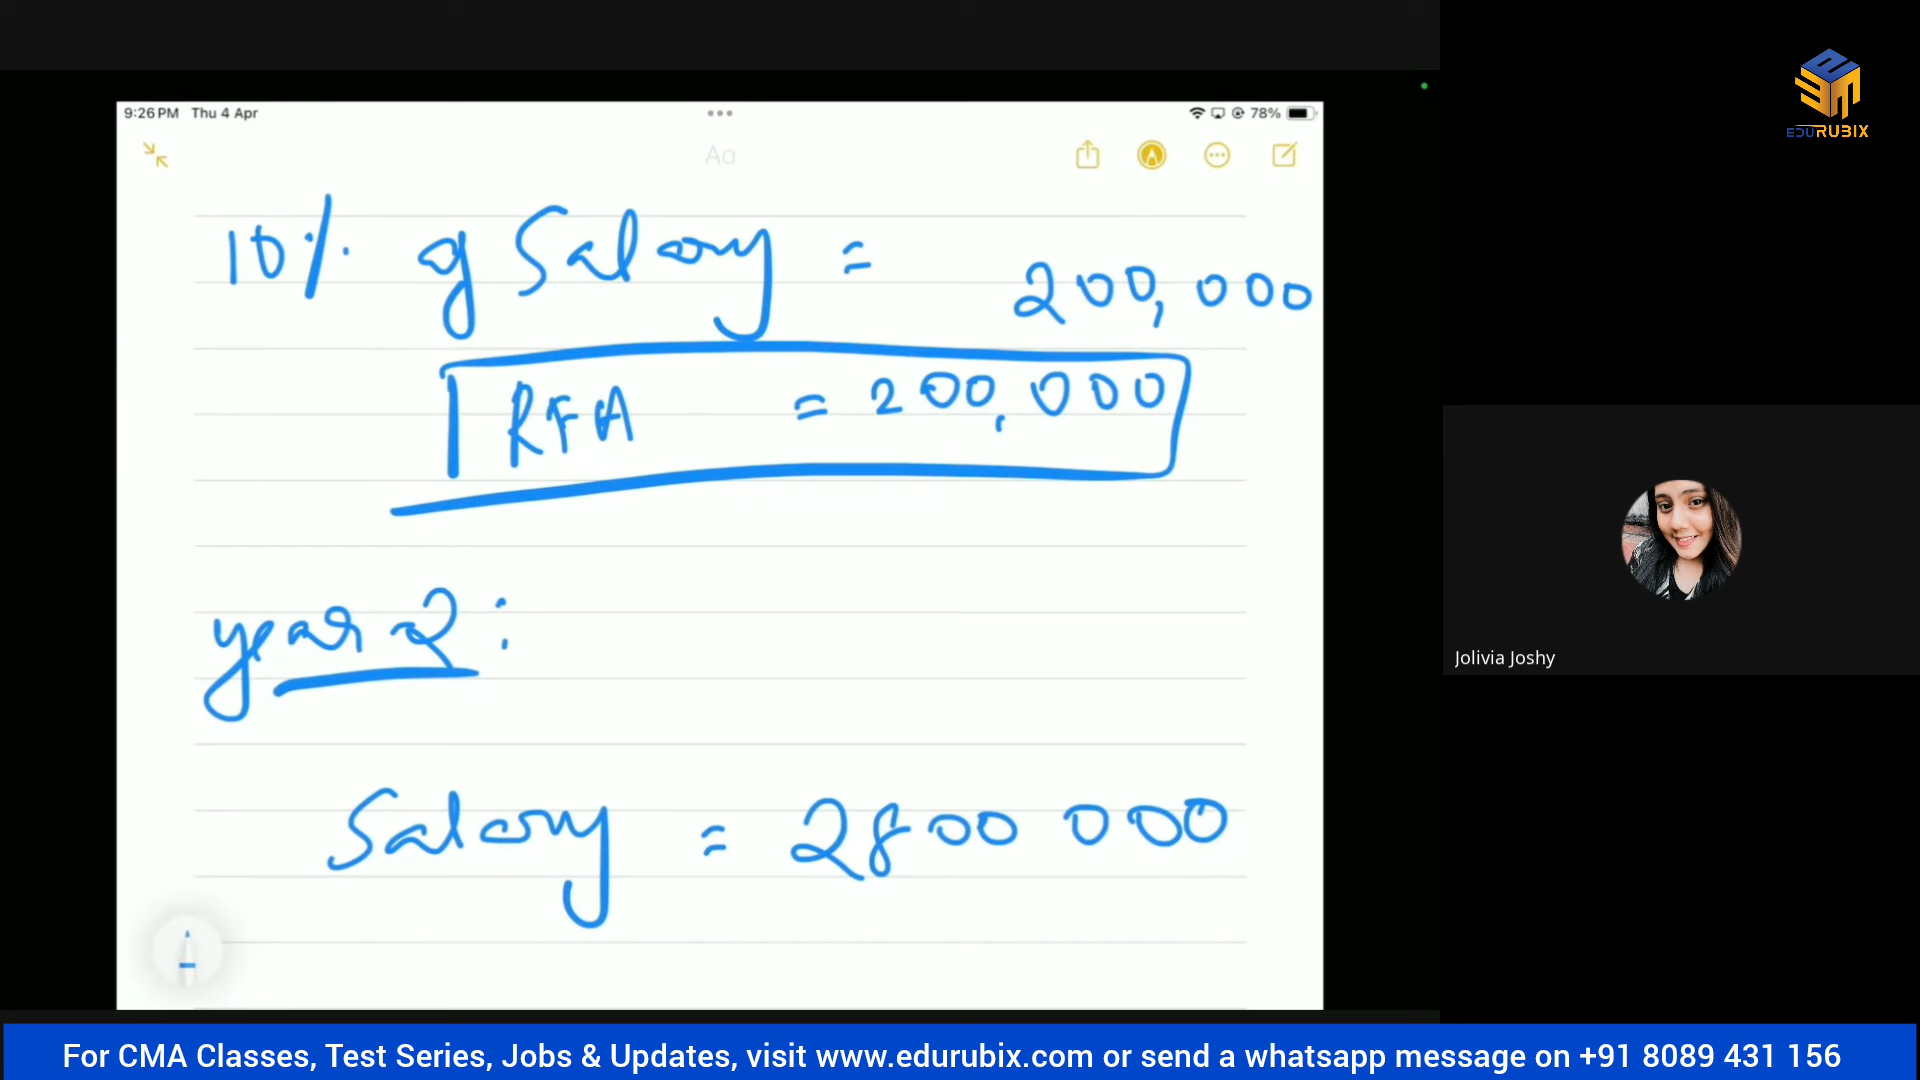 9:26 PM Thu 4 Apr
78%
Aa
10% of Salary =
200,000
RFA = 200,000
year 2 :
Salary = 2800 000
EDURUBIX
Jolivia Joshy
For CMA Classes, Test Series, Jobs & Updates, visit www.edurubix.com or send a whatsapp message on +91 8089 431 156